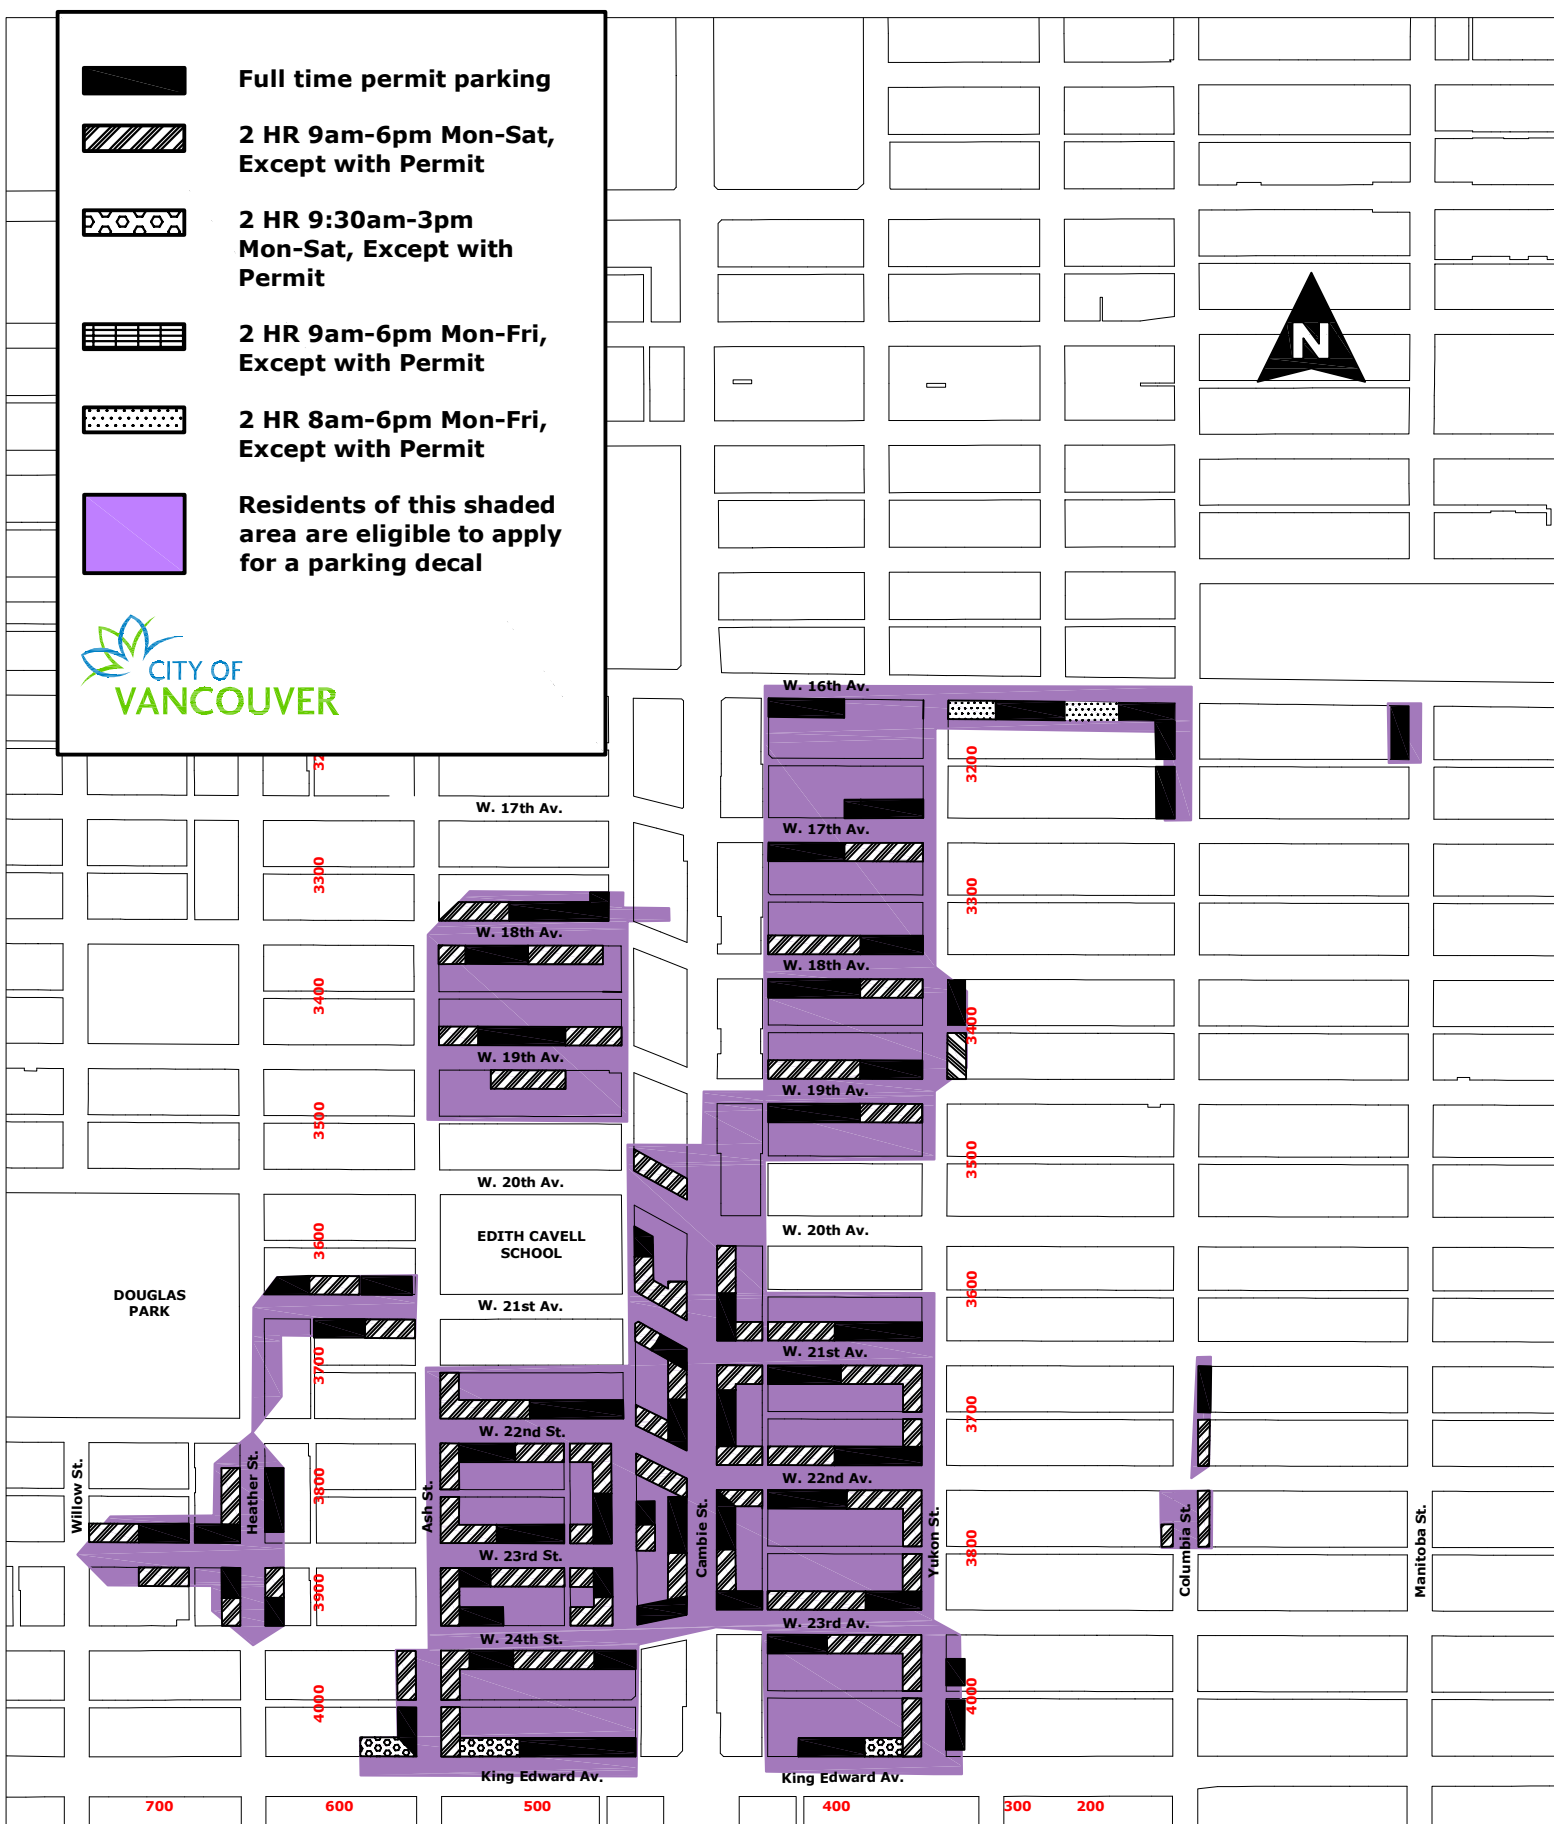 Full time permit parking
2 HR 9am-6pm Mon-Sat,
Except with Permit
2 HR 9:30am-3pm
Mon-Sat, Except with
Permit
2 HR 9am-6pm Mon-Fri,
Except with Permit
2 HR 8am-6pm Mon-Fri,
Except with Permit
Residents of this shaded
area are eligible to apply
for a parking decal
CITY OF
VANCOUVER
N
W. 16th Av.
3200
W. 17th Av.
W. 17th Av.
3300
3300
W. 18th Av.
W. 18th Av.
3400
3400
W. 19th Av.
W. 19th Av.
3500
3500
W. 20th Av.
W. 20th Av.
EDITH CAVELL
SCHOOL
3600
3600
DOUGLAS
PARK
W. 21st Av.
W. 21st Av.
3700
3700
W. 22nd St.
W. 22nd Av.
Willow St.
Heather St.
3800
Ash St.
Cambie St.
Yukon St.
3800
Columbia St.
Manitoba St.
W. 23rd St.
3900
W. 23rd Av.
W. 24th St.
4000
4000
King Edward Av.
King Edward Av.
700
600
500
400
300
200